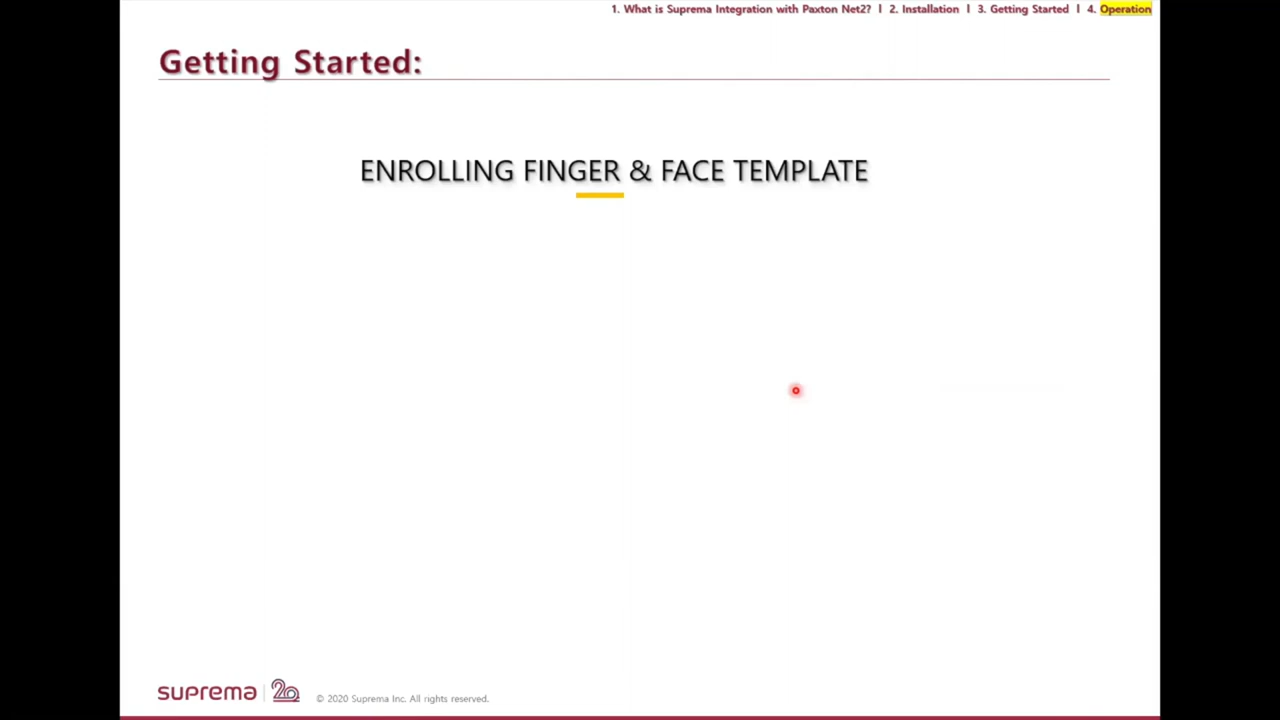 1. What is Suprema Integration with Paxton Net2? l 2. Installation l 3. Getting Started l 4. Operation
Getting Started:
ENROLLING FINGER & FACE TEMPLATE
suprema 20 © 2020 Suprema Inc. All rights reserved.